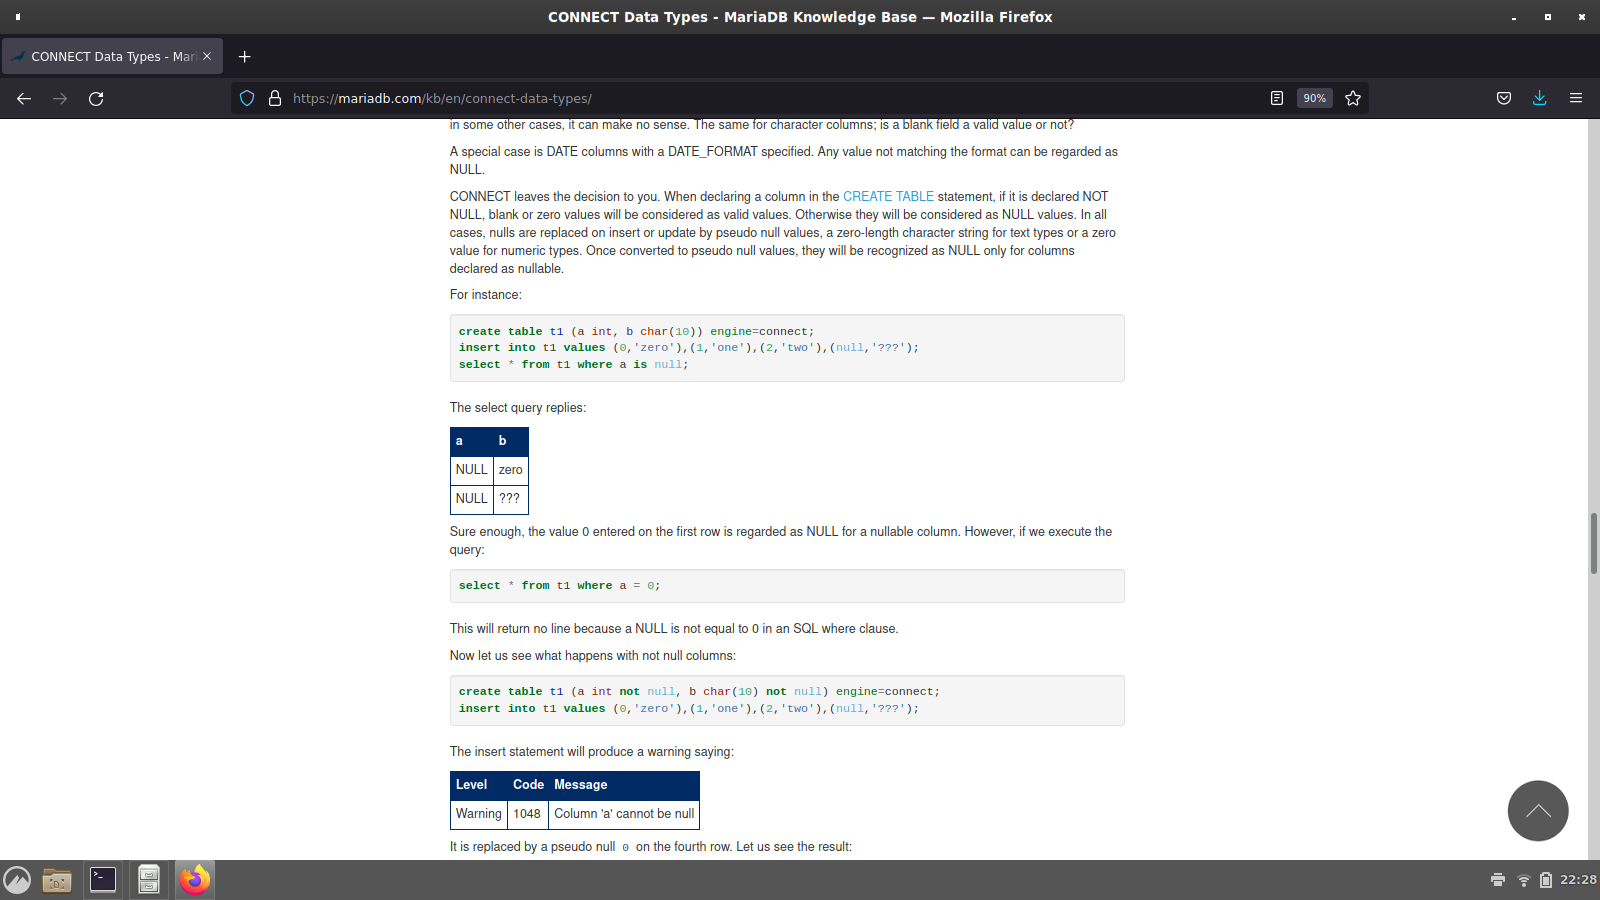 CONNECT Data Types - MariaDB Knowledge Base — Mozilla Firefox
CONNECT Data Types - Mari
https://mariadb.com/kb/en/connect-data-types/
90%
in some other cases, it can make no sense. The same for character columns; is a blank field a valid value or not?
A special case is DATE columns with a DATE_FORMAT specified. Any value not matching the format can be regarded as
NULL.
CONNECT leaves the decision to you. When declaring a column in the CREATE TABLE statement, if it is declared NOT
NULL, blank or zero values will be considered as valid values. Otherwise they will be considered as NULL values. In all
cases, nulls are replaced on insert or update by pseudo null values, a zero-length character string for text types or a zero
value for numeric types. Once converted to pseudo null values, they will be recognized as NULL only for columns
declared as nullable.
For instance:
create table t1 (a int, b char(10)) engine=connect;
insert into t1 values (0,'zero'),(1,'one'),(2,'two'),(null,'???');
select * from t1 where a is null;
The select query replies:
a b
NULL zero
NULL ???
Sure enough, the value 0 entered on the first row is regarded as NULL for a nullable column. However, if we execute the
query:
select * from t1 where a = 0;
This will return no line because a NULL is not equal to 0 in an SQL where clause.
Now let us see what happens with not null columns:
create table t1 (a int not null, b char(10) not null) engine=connect;
insert into t1 values (0,'zero'),(1,'one'),(2,'two'),(null,'???');
The insert statement will produce a warning saying:
Level Code Message
Warning 1048 Column 'a' cannot be null
It is replaced by a pseudo null 0 on the fourth row. Let us see the result:
22:28